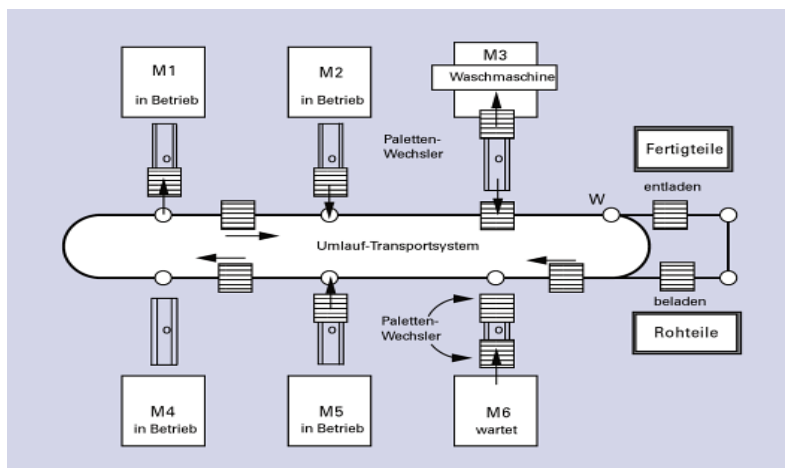 M1
in Betrieb
M2
in Betrieb
M3
Waschmaschine
Paletten-
Wechsler
Fertigteile
entladen
W
Umlauf-Transportsystem
beladen
Rohteile
Paletten-
Wechsler
M4
in Betrieb
M5
in Betrieb
M6
wartet